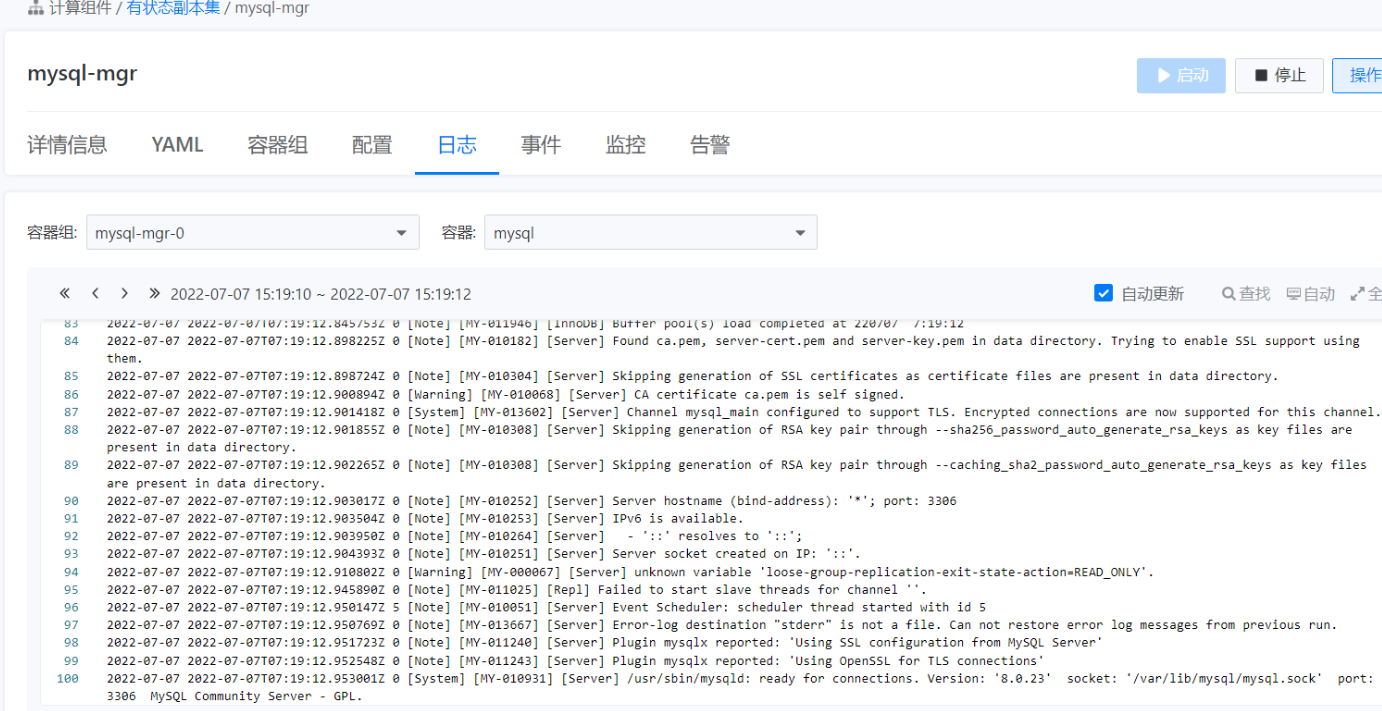 计算组件 / 有状态副本集 / mysql-mgr
mysql-mgr
启动
停止
操作
详情信息
YAML
容器组
配置
日志
事件
监控
告警
容器组: mysql-mgr-0
容器: mysql
2022-07-07 15:19:10 ~ 2022-07-07 15:19:12
自动更新
查找
自动
全
83 2022-07-07 2022-07-07T07:19:12.845753Z 0 [Note] [MY-011946] [InnoDB] Buffer pool(s) load completed at 220707  7:19:12
84 2022-07-07 2022-07-07T07:19:12.898225Z 0 [Note] [MY-010182] [Server] Found ca.pem, server-cert.pem and server-key.pem in data directory. Trying to enable SSL support using
them.
85 2022-07-07 2022-07-07T07:19:12.898724Z 0 [Note] [MY-010304] [Server] Skipping generation of SSL certificates as certificate files are present in data directory.
86 2022-07-07 2022-07-07T07:19:12.900894Z 0 [Warning] [MY-010068] [Server] CA certificate ca.pem is self signed.
87 2022-07-07 2022-07-07T07:19:12.901418Z 0 [System] [MY-013602] [Server] Channel mysql_main configured to support TLS. Encrypted connections are now supported for this channel.
88 2022-07-07 2022-07-07T07:19:12.901855Z 0 [Note] [MY-010308] [Server] Skipping generation of RSA key pair through --sha256_password_auto_generate_rsa_keys as key files are
present in data directory.
89 2022-07-07 2022-07-07T07:19:12.902265Z 0 [Note] [MY-010308] [Server] Skipping generation of RSA key pair through --caching_sha2_password_auto_generate_rsa_keys as key files
are present in data directory.
90 2022-07-07 2022-07-07T07:19:12.903017Z 0 [Note] [MY-010252] [Server] Server hostname (bind-address): '*'; port: 3306
91 2022-07-07 2022-07-07T07:19:12.903504Z 0 [Note] [MY-010253] [Server] IPv6 is available.
92 2022-07-07 2022-07-07T07:19:12.903950Z 0 [Note] [MY-010264] [Server]   - '::' resolves to '::';
93 2022-07-07 2022-07-07T07:19:12.904393Z 0 [Note] [MY-010251] [Server] Server socket created on IP: '::'.
94 2022-07-07 2022-07-07T07:19:12.910802Z 0 [Warning] [MY-000067] [Server] unknown variable 'loose-group-replication-exit-state-action=READ_ONLY'.
95 2022-07-07 2022-07-07T07:19:12.945890Z 0 [Note] [MY-011025] [Repl] Failed to start slave threads for channel ''.
96 2022-07-07 2022-07-07T07:19:12.950147Z 5 [Note] [MY-010051] [Server] Event Scheduler: scheduler thread started with id 5
97 2022-07-07 2022-07-07T07:19:12.950769Z 0 [Note] [MY-013667] [Server] Error-log destination "stderr" is not a file. Can not restore error log messages from previous run.
98 2022-07-07 2022-07-07T07:19:12.951723Z 0 [Note] [MY-011240] [Server] Plugin mysqlx reported: 'Using SSL configuration from MySQL Server'
99 2022-07-07 2022-07-07T07:19:12.952548Z 0 [Note] [MY-011243] [Server] Plugin mysqlx reported: 'Using OpenSSL for TLS connections'
100 2022-07-07 2022-07-07T07:19:12.953001Z 0 [System] [MY-010931] [Server] /usr/sbin/mysqld: ready for connections. Version: '8.0.23'  socket: '/var/lib/mysql/mysql.sock'  port:
3306  MySQL Community Server - GPL.